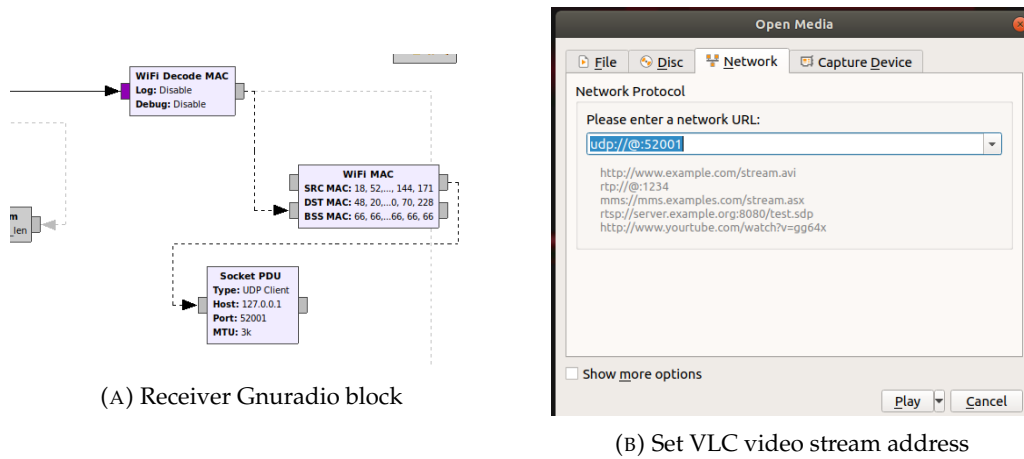 WiFi Decode MAC
Log: Disable
Debug: Disable
WiFi MAC
SRC MAC: 18, 52,..., 144, 171
DST MAC: 48, 20,...0, 70, 228
BSS MAC: 66, 66,...66, 66, 66
m
_len
Socket PDU
Type: UDP Client
Host: 127.0.0.1
Port: 52001
MTU: 3k
(A) Receiver Gnuradio block
Open Media
File Disc Network Capture Device
Network Protocol
Please enter a network URL:
udp://@:52001
http://www.example.com/stream.avi
rtp://@:1234
mms://mms.examples.com/stream.asx
rtsp://server.example.org:8080/test.sdp
http://www.yourtube.com/watch?v=gg64x
Show more options
Play Cancel
(B) Set VLC video stream address